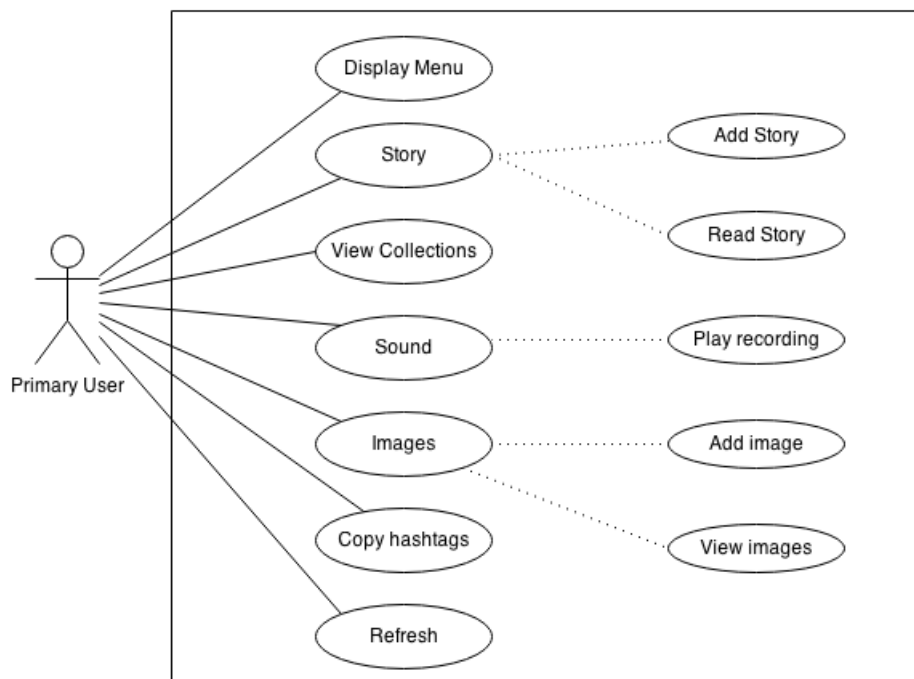 Display Menu
Story
Add Story
Read Story
View Collections
Sound
Play recording
Primary User
Images
Add image
Copy hashtags
View images
Refresh